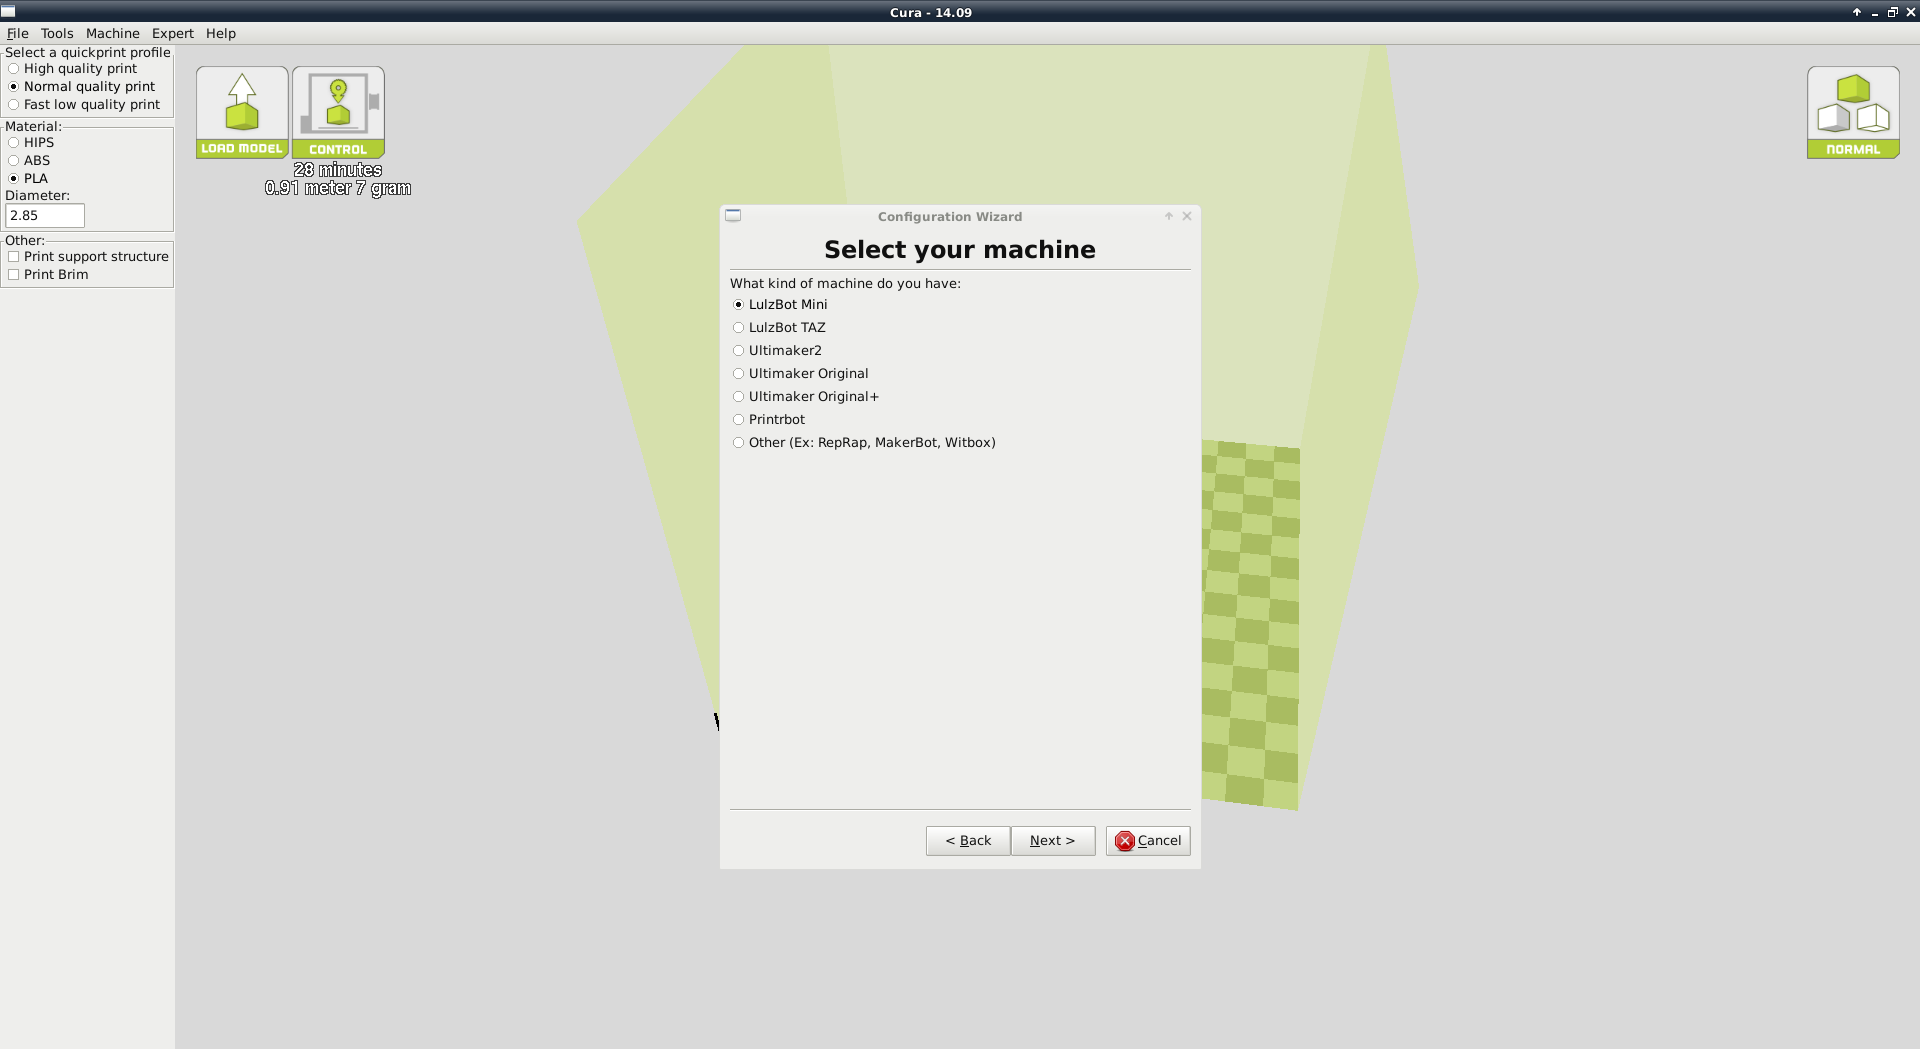 Cura - 14.09
File Tools Machine Expert Help
Select a quickprint profile
High quality print
Normal quality print
Fast low quality print
Material:
HIPS
ABS
PLA
Diameter:
2.85
Other:
Print support structure
Print Brim
LOAD MODEL
CONTROL
28 minutes
0.91 meter 7 gram
NORMAL
Configuration Wizard
Select your machine
What kind of machine do you have:
LulzBot Mini
LulzBot TAZ
Ultimaker2
Ultimaker Original
Ultimaker Original+
Printrbot
Other (Ex: RepRap, MakerBot, Witbox)
< Back
Next >
Cancel